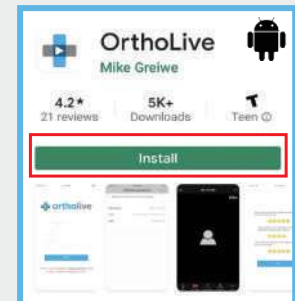 OrthoLive
Mike Greiwe
4.2★ 5K+ T
21 reviews Downloads Teen ⓘ
Install
ortholive